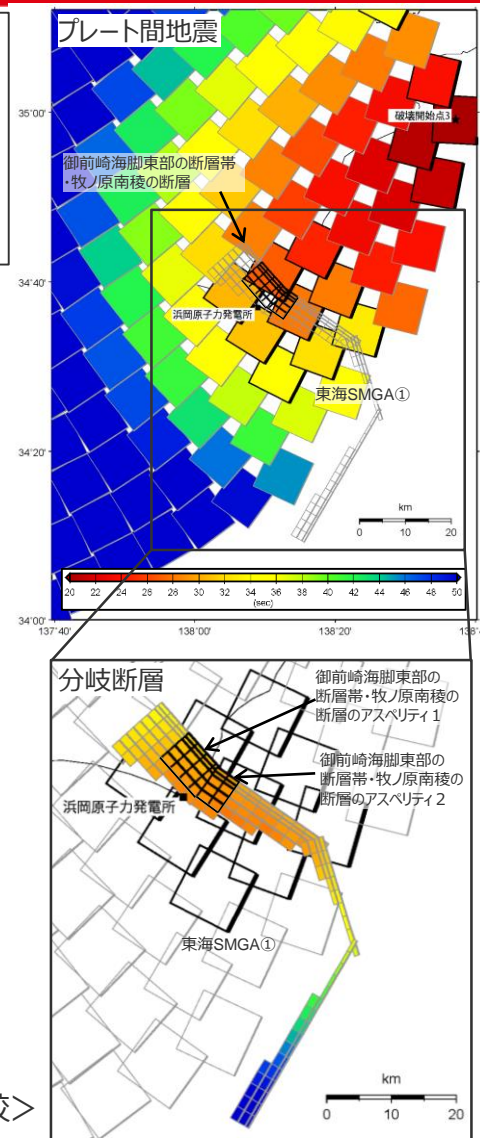 プレート間地震
35°00'
破壊開始点3
御前崎海脚東部の断層帯
・牧ノ原南稜の断層
34°40'
浜岡原子力発電所
東海SMGA①
34°20'
km
0 10 20
20 22 24 26 28 30 32 34 36 38 40 42 44 46 48 50
(sec)
34°00'
137°40' 138°00' 138°20'
分岐断層
御前崎海脚東部の
断層帯・牧ノ原南稜の
断層のアスペリティ1
御前崎海脚東部の
断層帯・牧ノ原南稜の
断層のアスペリティ2
浜岡原子力発電所
東海SMGA①
km
0 10 20
＞